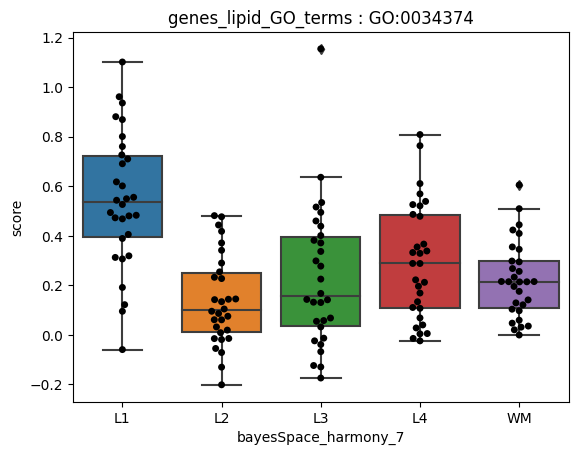 genes_lipid_GO_terms : GO:0034374
1.2
1.0
0.8
0.6
0.4
0.2
0.0
−0.2
score
L1 L2 L3 L4 WM
bayesSpace_harmony_7